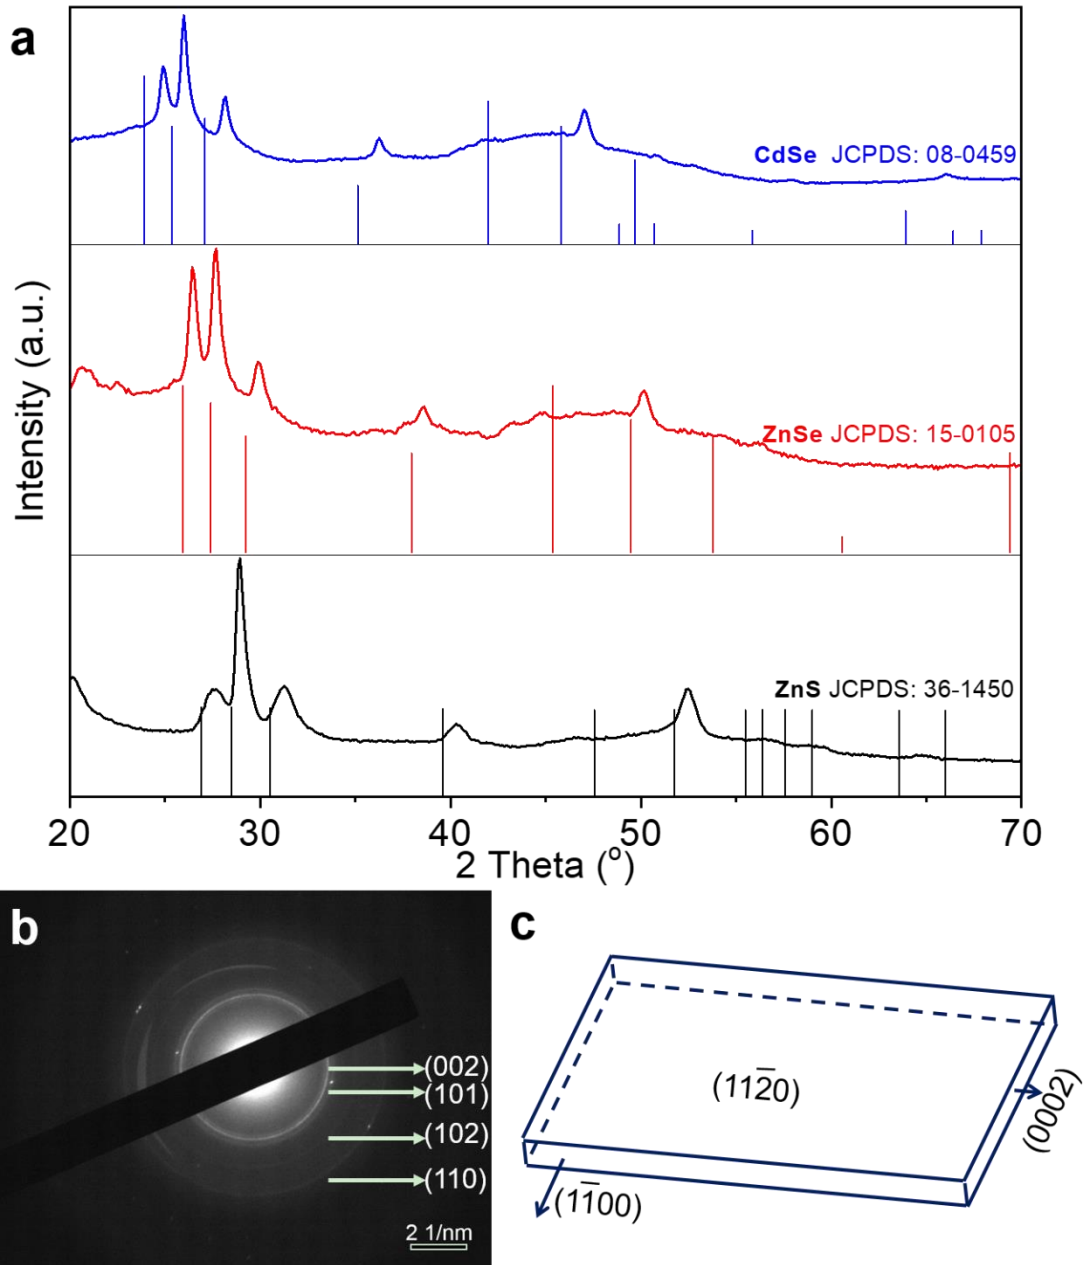 a
CdSe JCPDS: 08-0459
ZnSe JCPDS: 15-0105
ZnS JCPDS: 36-1450
Intensity (a.u.)
20 30 40 50 60 70
2 Theta (°)
b
(002)
(101)
(102)
(110)
2 1/nm
c
(112̅0)
(0002)
(11̅00)